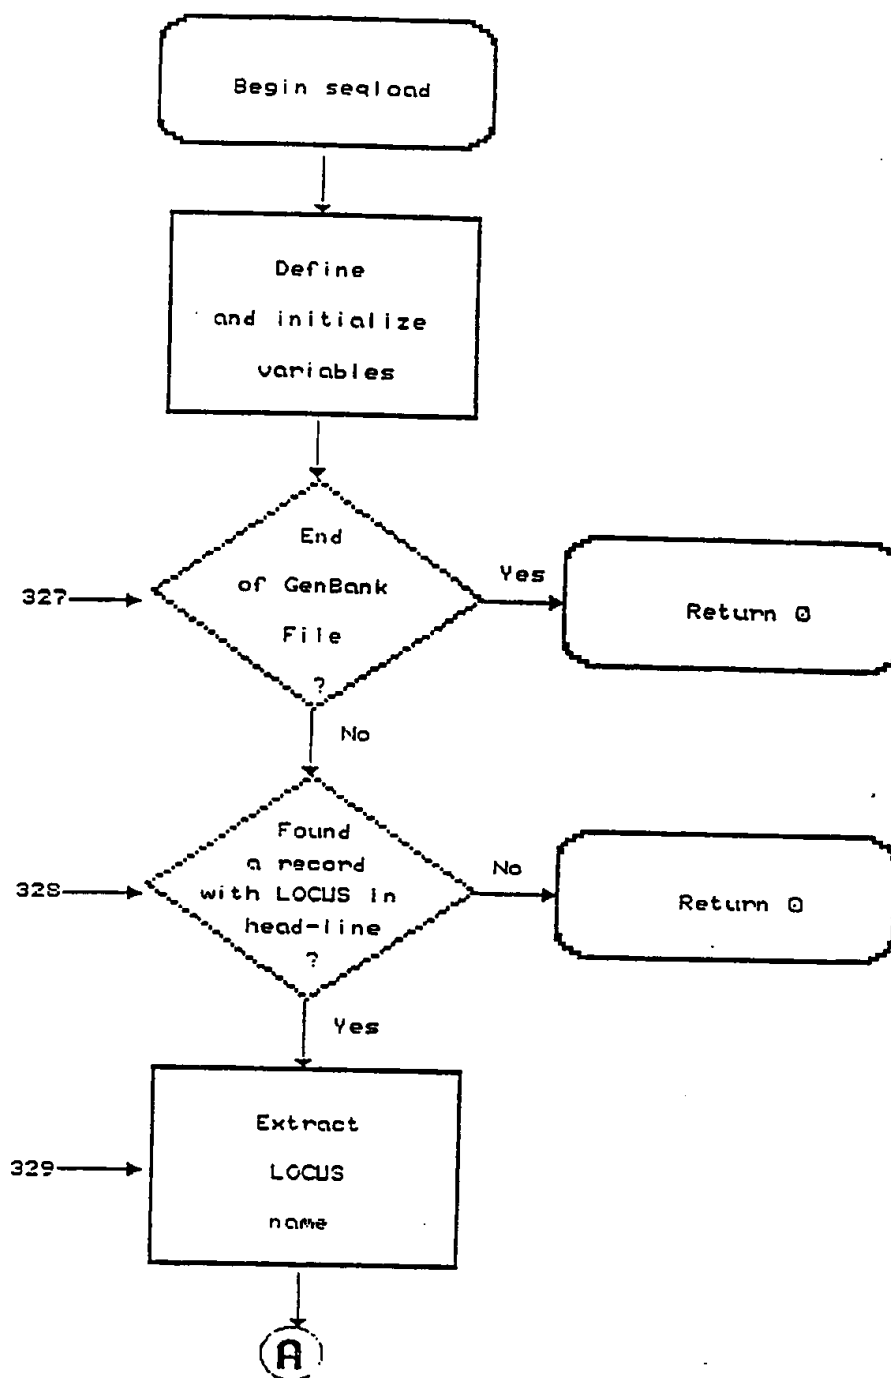 Begin seqload
Define
and initialize
variables
End
of GenBank
File
?
327
Yes
Return 0
No
Found
a record
with LOCUS in
head-line
?
328
No
Return 0
Yes
Extract
LOCUS
name
329
A